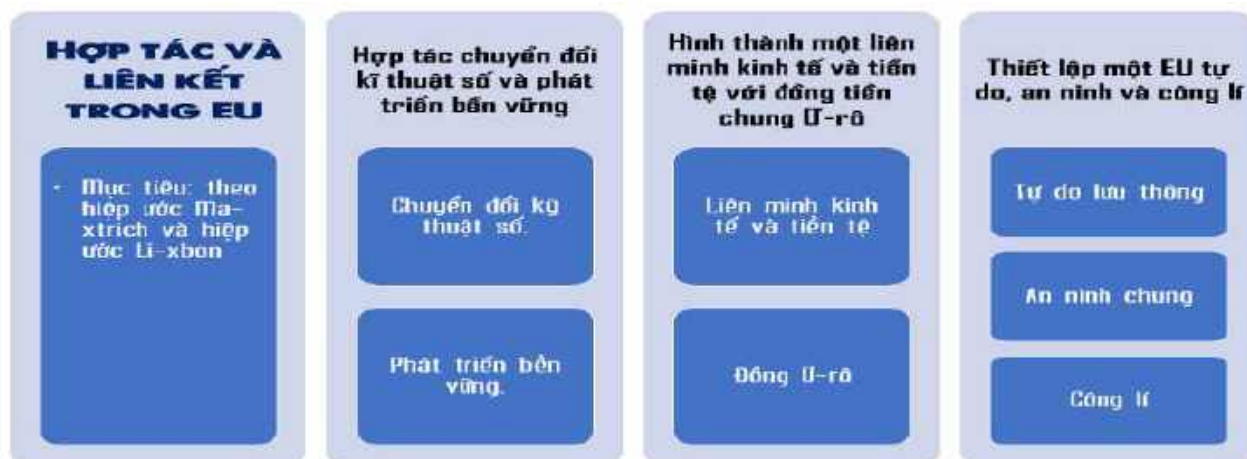 HỢP TÁC VÀ
LIÊN KẾT
TRONG EU
- Mục tiêu: theo
hiệp ước Ma-
xtrich và hiệp
ước Li-xbon
Hợp tác chuyển đổi
kĩ thuật số và phát
triển bền vững
Chuyển đổi kỹ
thuật số.
Phát triển bền
vững.
Hình thành một liên
minh kinh tế và tiền
tệ với đồng tiền
chung Ơ-rô
Liên minh kinh
tế và tiền tệ
Đồng Ơ-rô
Thiết lập một EU tự
do, an ninh và công lí
Tự do lưu thông
An ninh chung
Công lí